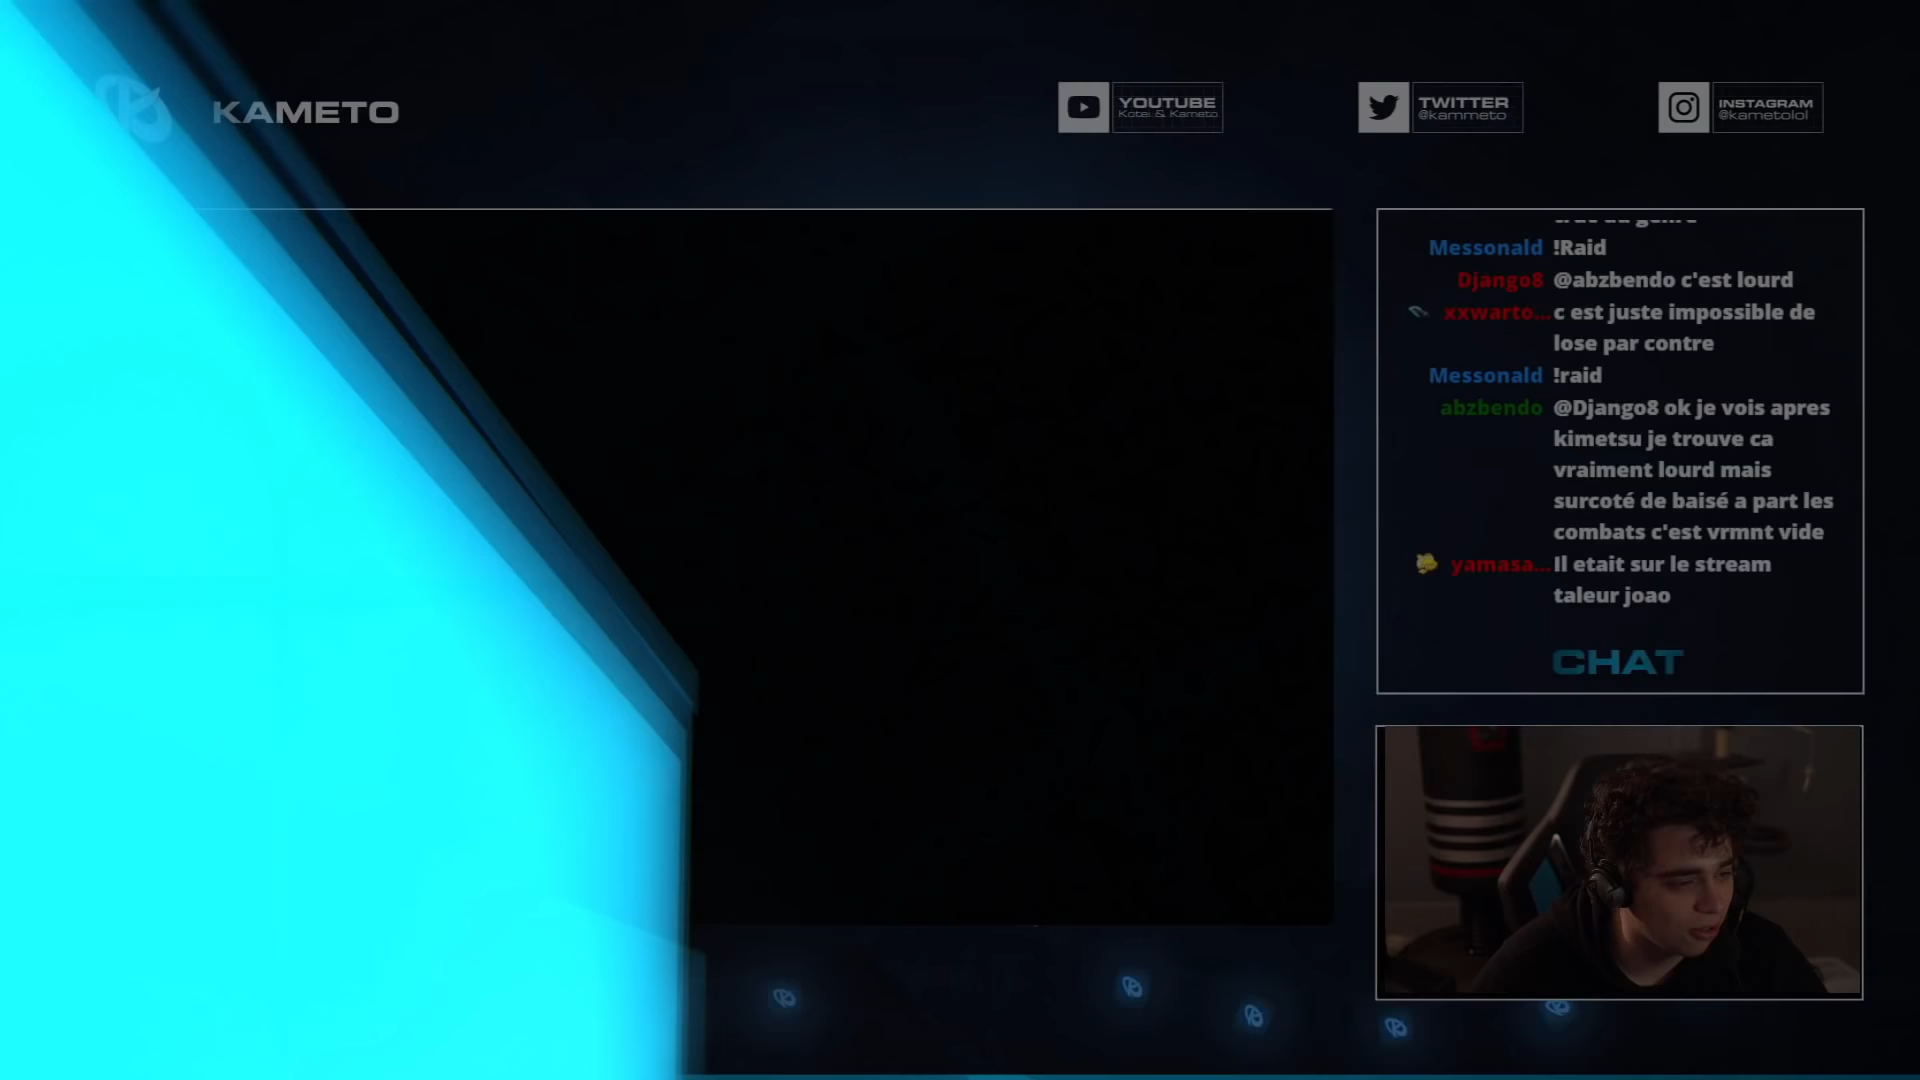 KAMETO
YOUTUBE
Kotei & Kameto
TWITTER
@kammeto
INSTAGRAM
@kametolol
Messonald !Raid
Django8 @abzbendo c'est lourd
xxwarto... c est juste impossible de
lose par contre
Messonald !raid
abzbendo @Django8 ok je vois apres
kimetsu je trouve ca
vraiment lourd mais
surcoté de baisé a part les
combats c'est vrmnt vide
yamasa... Il etait sur le stream
taleur joao
CHAT